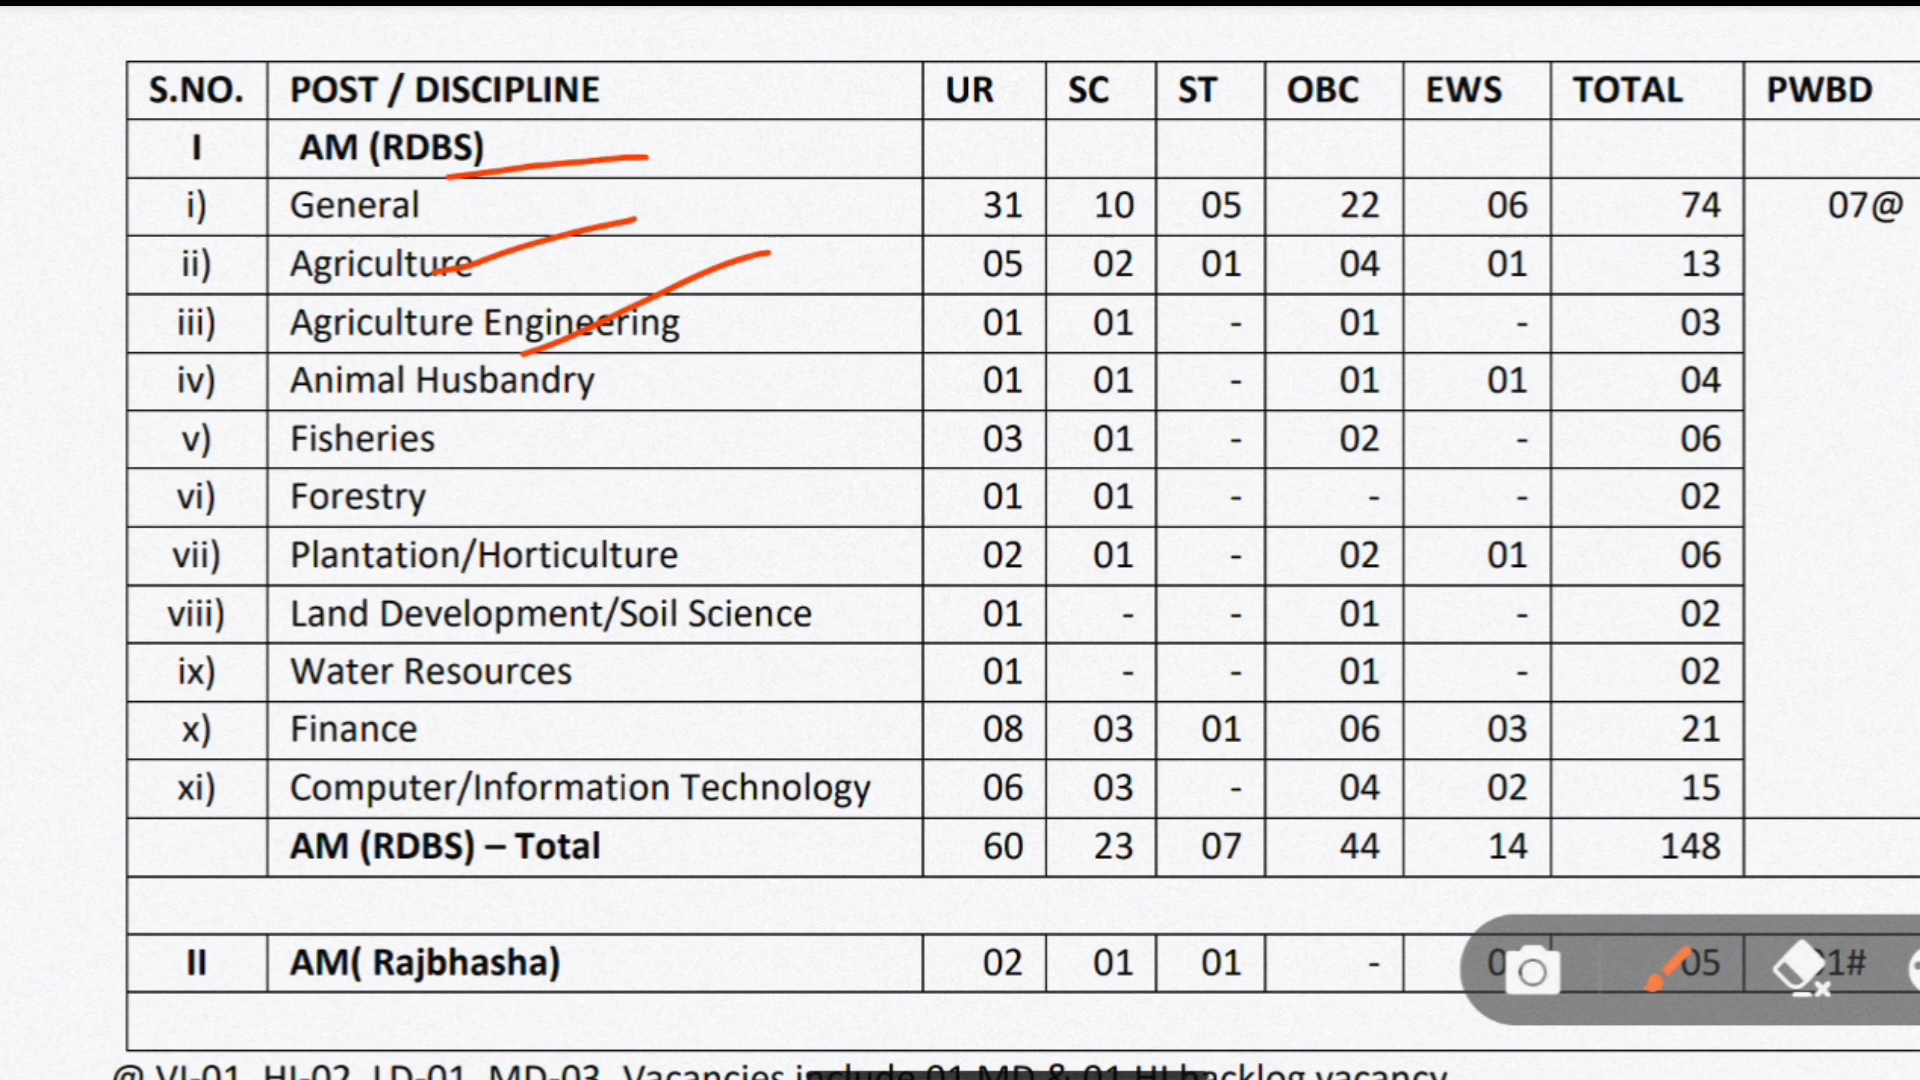 S.NO. POST / DISCIPLINE UR SC ST OBC EWS TOTAL PWBD
I AM (RDBS)
i) General 31 10 05 22 06 74 07@
ii) Agriculture 05 02 01 04 01 13
iii) Agriculture Engineering 01 01 - 01 - 03
iv) Animal Husbandry 01 01 - 01 01 04
v) Fisheries 03 01 - 02 - 06
vi) Forestry 01 01 - - - 02
vii) Plantation/Horticulture 02 01 - 02 01 06
viii) Land Development/Soil Science 01 - - 01 - 02
ix) Water Resources 01 - - 01 - 02
x) Finance 08 03 01 06 03 21
xi) Computer/Information Technology 06 03 - 04 02 15
AM (RDBS) – Total 60 23 07 44 14 148
II AM( Rajbhasha) 02 01 01 - 05 1#
@ VI-01, HI-02, LD-01, MD-03. Vacancies include 01 MD & 01 HI backlog vacancy